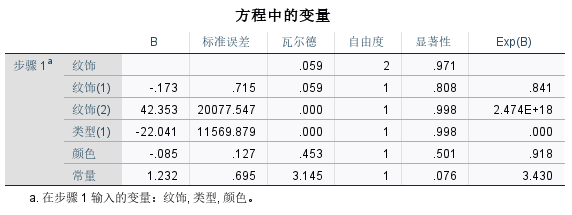 方程中的变量
B 标准误差 瓦尔德 自由度 显著性 Exp(B)
步骤 1a 纹饰 .059 2 .971
纹饰(1) -.173 .715 .059 1 .808 .841
纹饰(2) 42.353 20077.547 .000 1 .998 2.474E+18
类型(1) -22.041 11569.879 .000 1 .998 .000
颜色 -.085 .127 .453 1 .501 .918
常量 1.232 .695 3.145 1 .076 3.430
a. 在步骤 1 输入的变量：纹饰, 类型, 颜色。